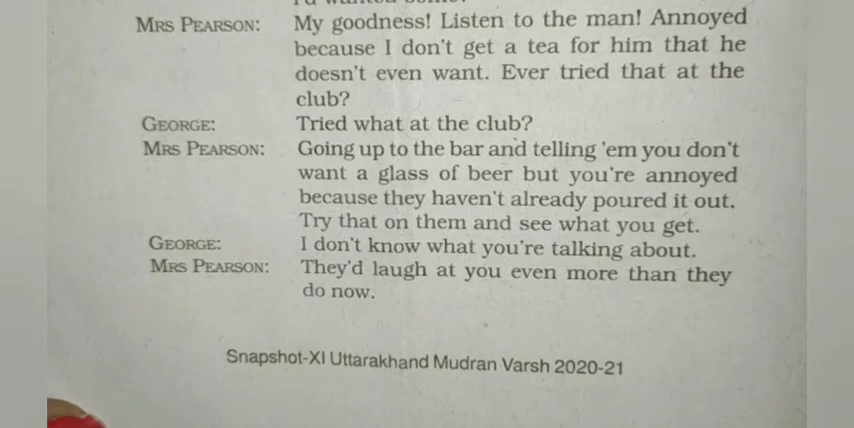 I'd wanted some.
MRS PEARSON: My goodness! Listen to the man! Annoyed
because I don't get a tea for him that he
doesn't even want. Ever tried that at the
club?
GEORGE: Tried what at the club?
MRS PEARSON: Going up to the bar and telling 'em you don't
want a glass of beer but you're annoyed
because they haven't already poured it out.
Try that on them and see what you get.
GEORGE: I don't know what you're talking about.
MRS PEARSON: They'd laugh at you even more than they
do now.
Snapshot-XI Uttarakhand Mudran Varsh 2020-21